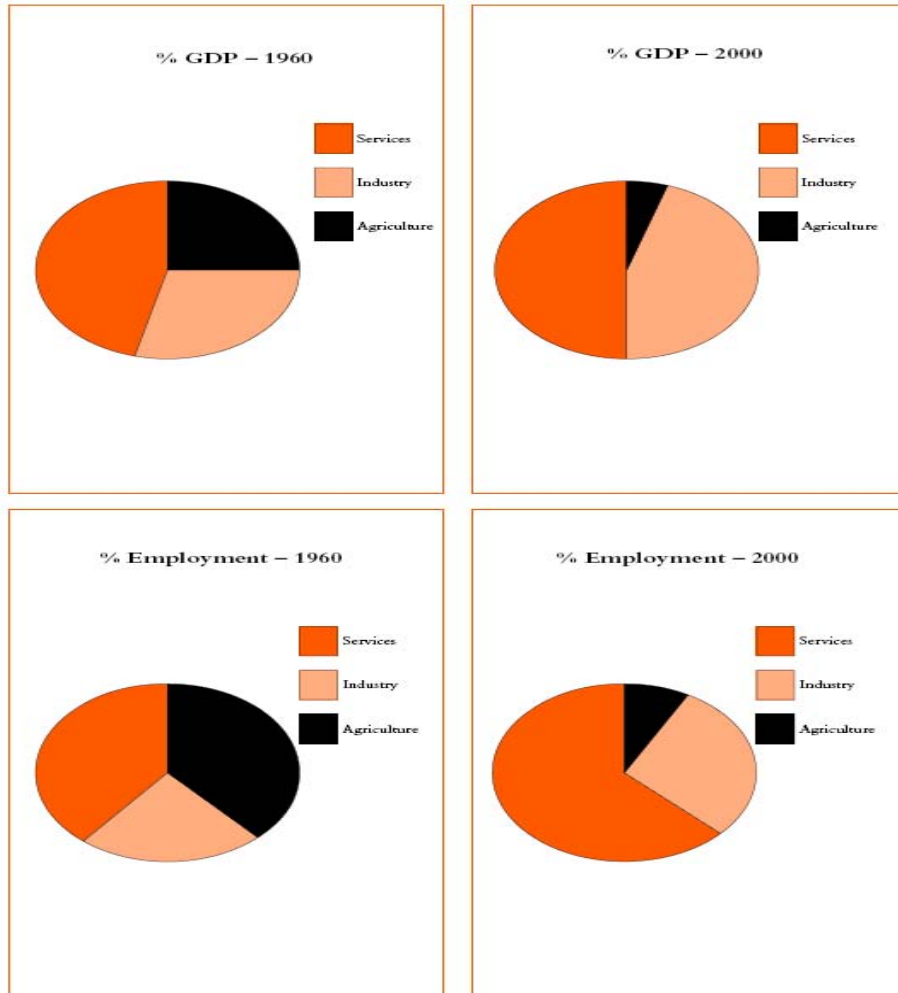 % GDP – 1960
Services
Industry
Agriculture
% GDP – 2000
Services
Industry
Agriculture
% Employment – 1960
Services
Industry
Agriculture
% Employment – 2000
Services
Industry
Agriculture